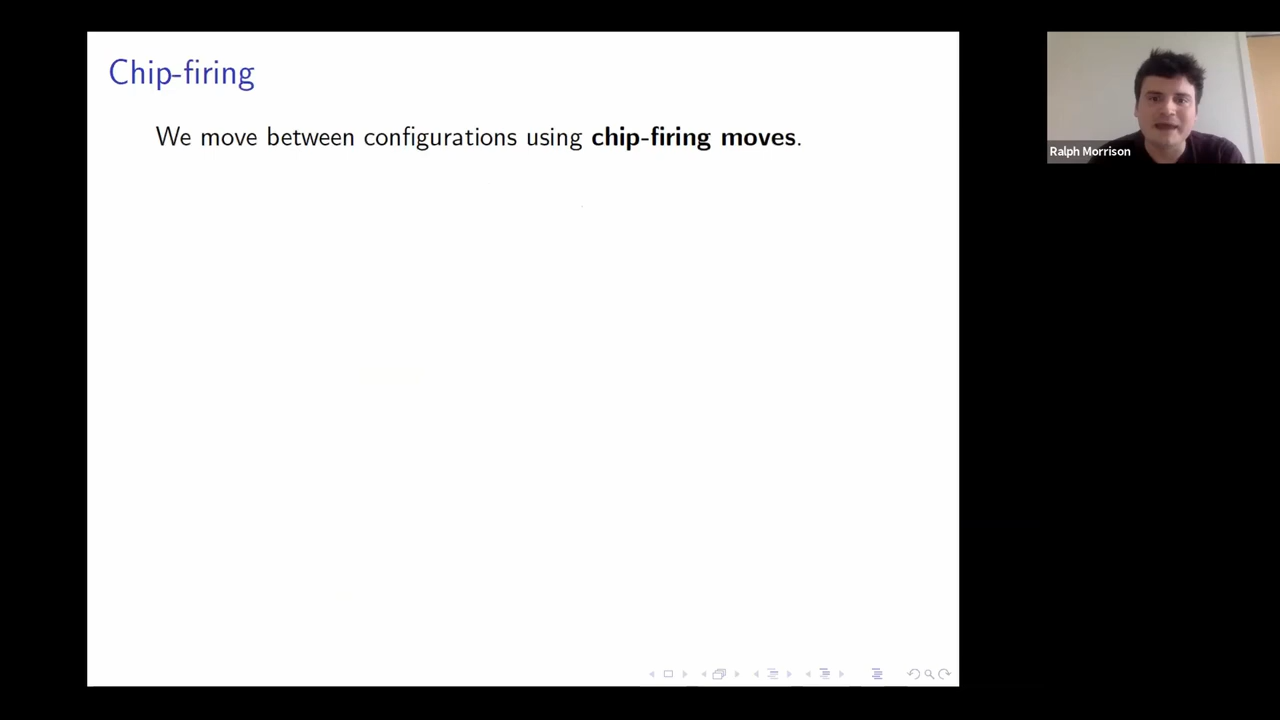 Chip-firing
We move between configurations using chip-firing moves.
Ralph Morrison